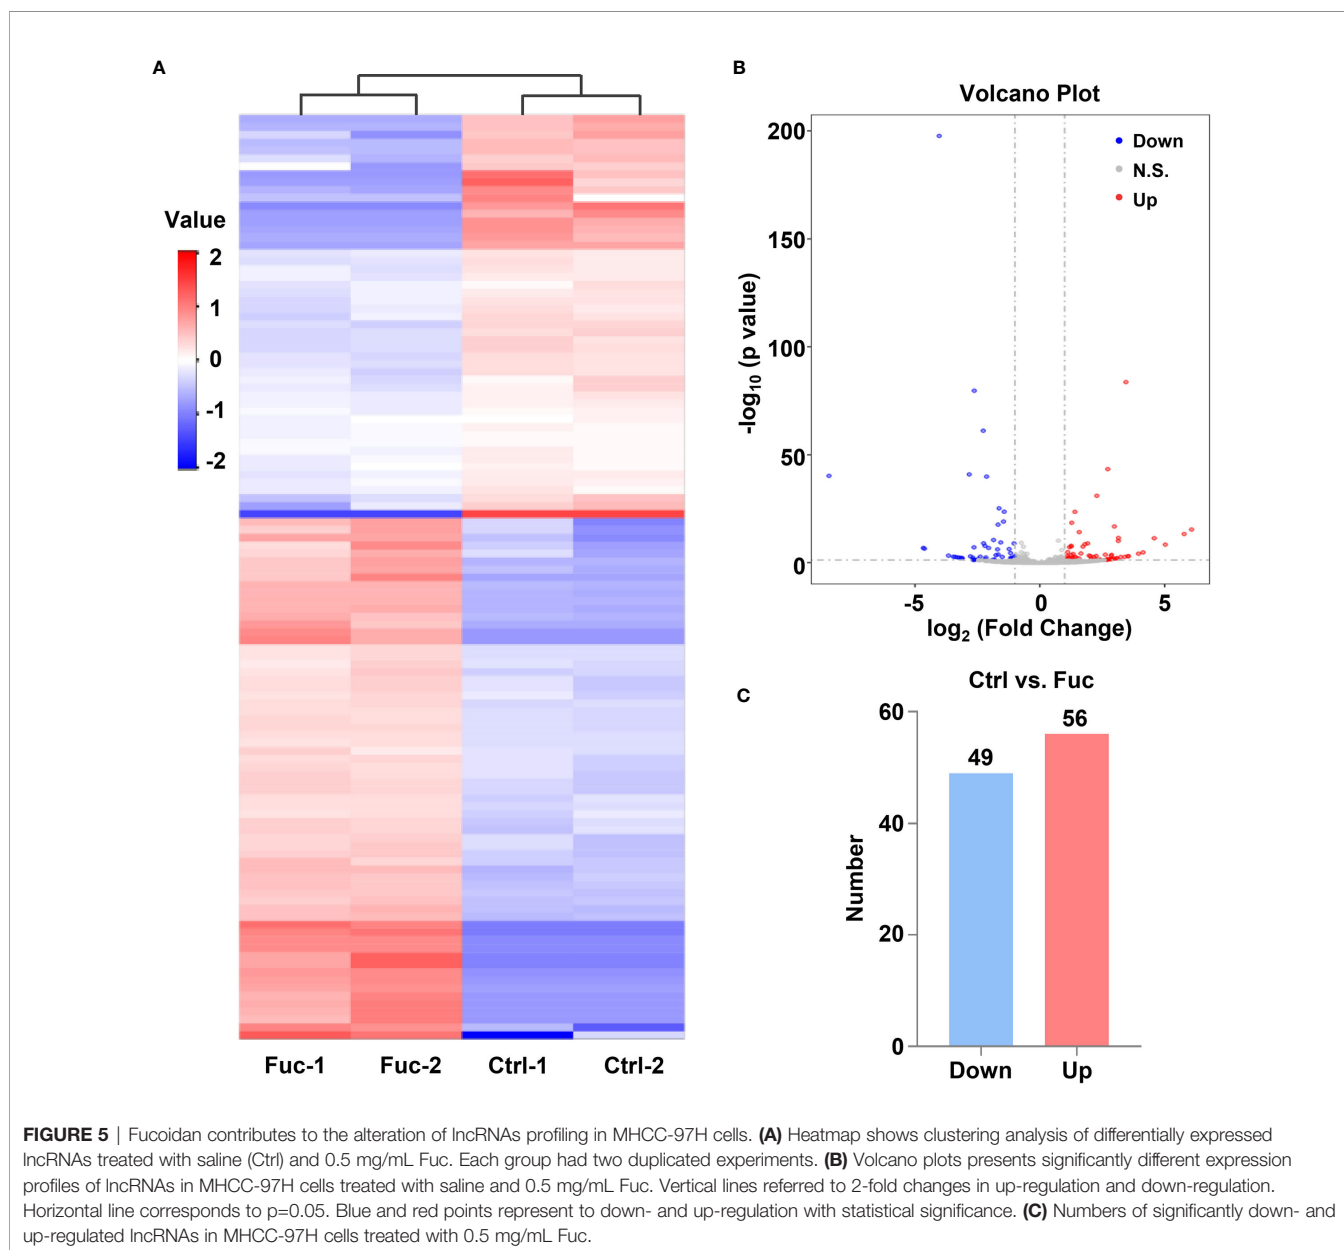 A
Value
2
1
0
-1
-2
Fuc-1 Fuc-2 Ctrl-1 Ctrl-2
B
Volcano Plot
200
150
100
50
0
-log10 (p value)
Down
N.S.
Up
-5 0 5
log2 (Fold Change)
C
Ctrl vs. Fuc
60
40
20
0
Number
49
56
Down Up
FIGURE 5 | Fucoidan contributes to the alteration of lncRNAs profiling in MHCC-97H cells. (A) Heatmap shows clustering analysis of differentially expressed
lncRNAs treated with saline (Ctrl) and 0.5 mg/mL Fuc. Each group had two duplicated experiments. (B) Volcano plots presents significantly different expression
profiles of lncRNAs in MHCC-97H cells treated with saline and 0.5 mg/mL Fuc. Vertical lines referred to 2-fold changes in up-regulation and down-regulation.
Horizontal line corresponds to p=0.05. Blue and red points represent to down- and up-regulation with statistical significance. (C) Numbers of significantly down- and
up-regulated lncRNAs in MHCC-97H cells treated with 0.5 mg/mL Fuc.